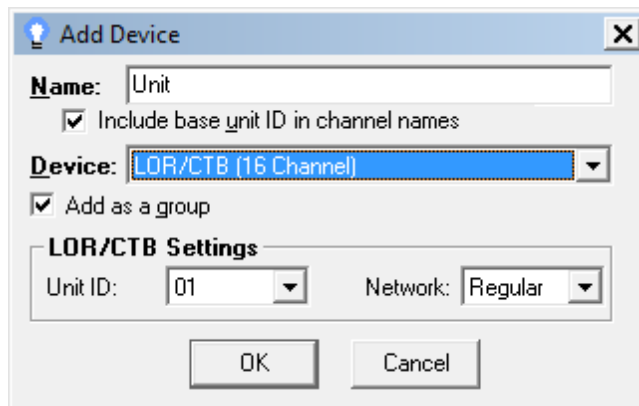 Add Device
Name: Unit
Include base unit ID in channel names
Device: LOR/CTB (16 Channel)
Add as a group
LOR/CTB Settings
Unit ID: 01 Network: Regular
OK Cancel